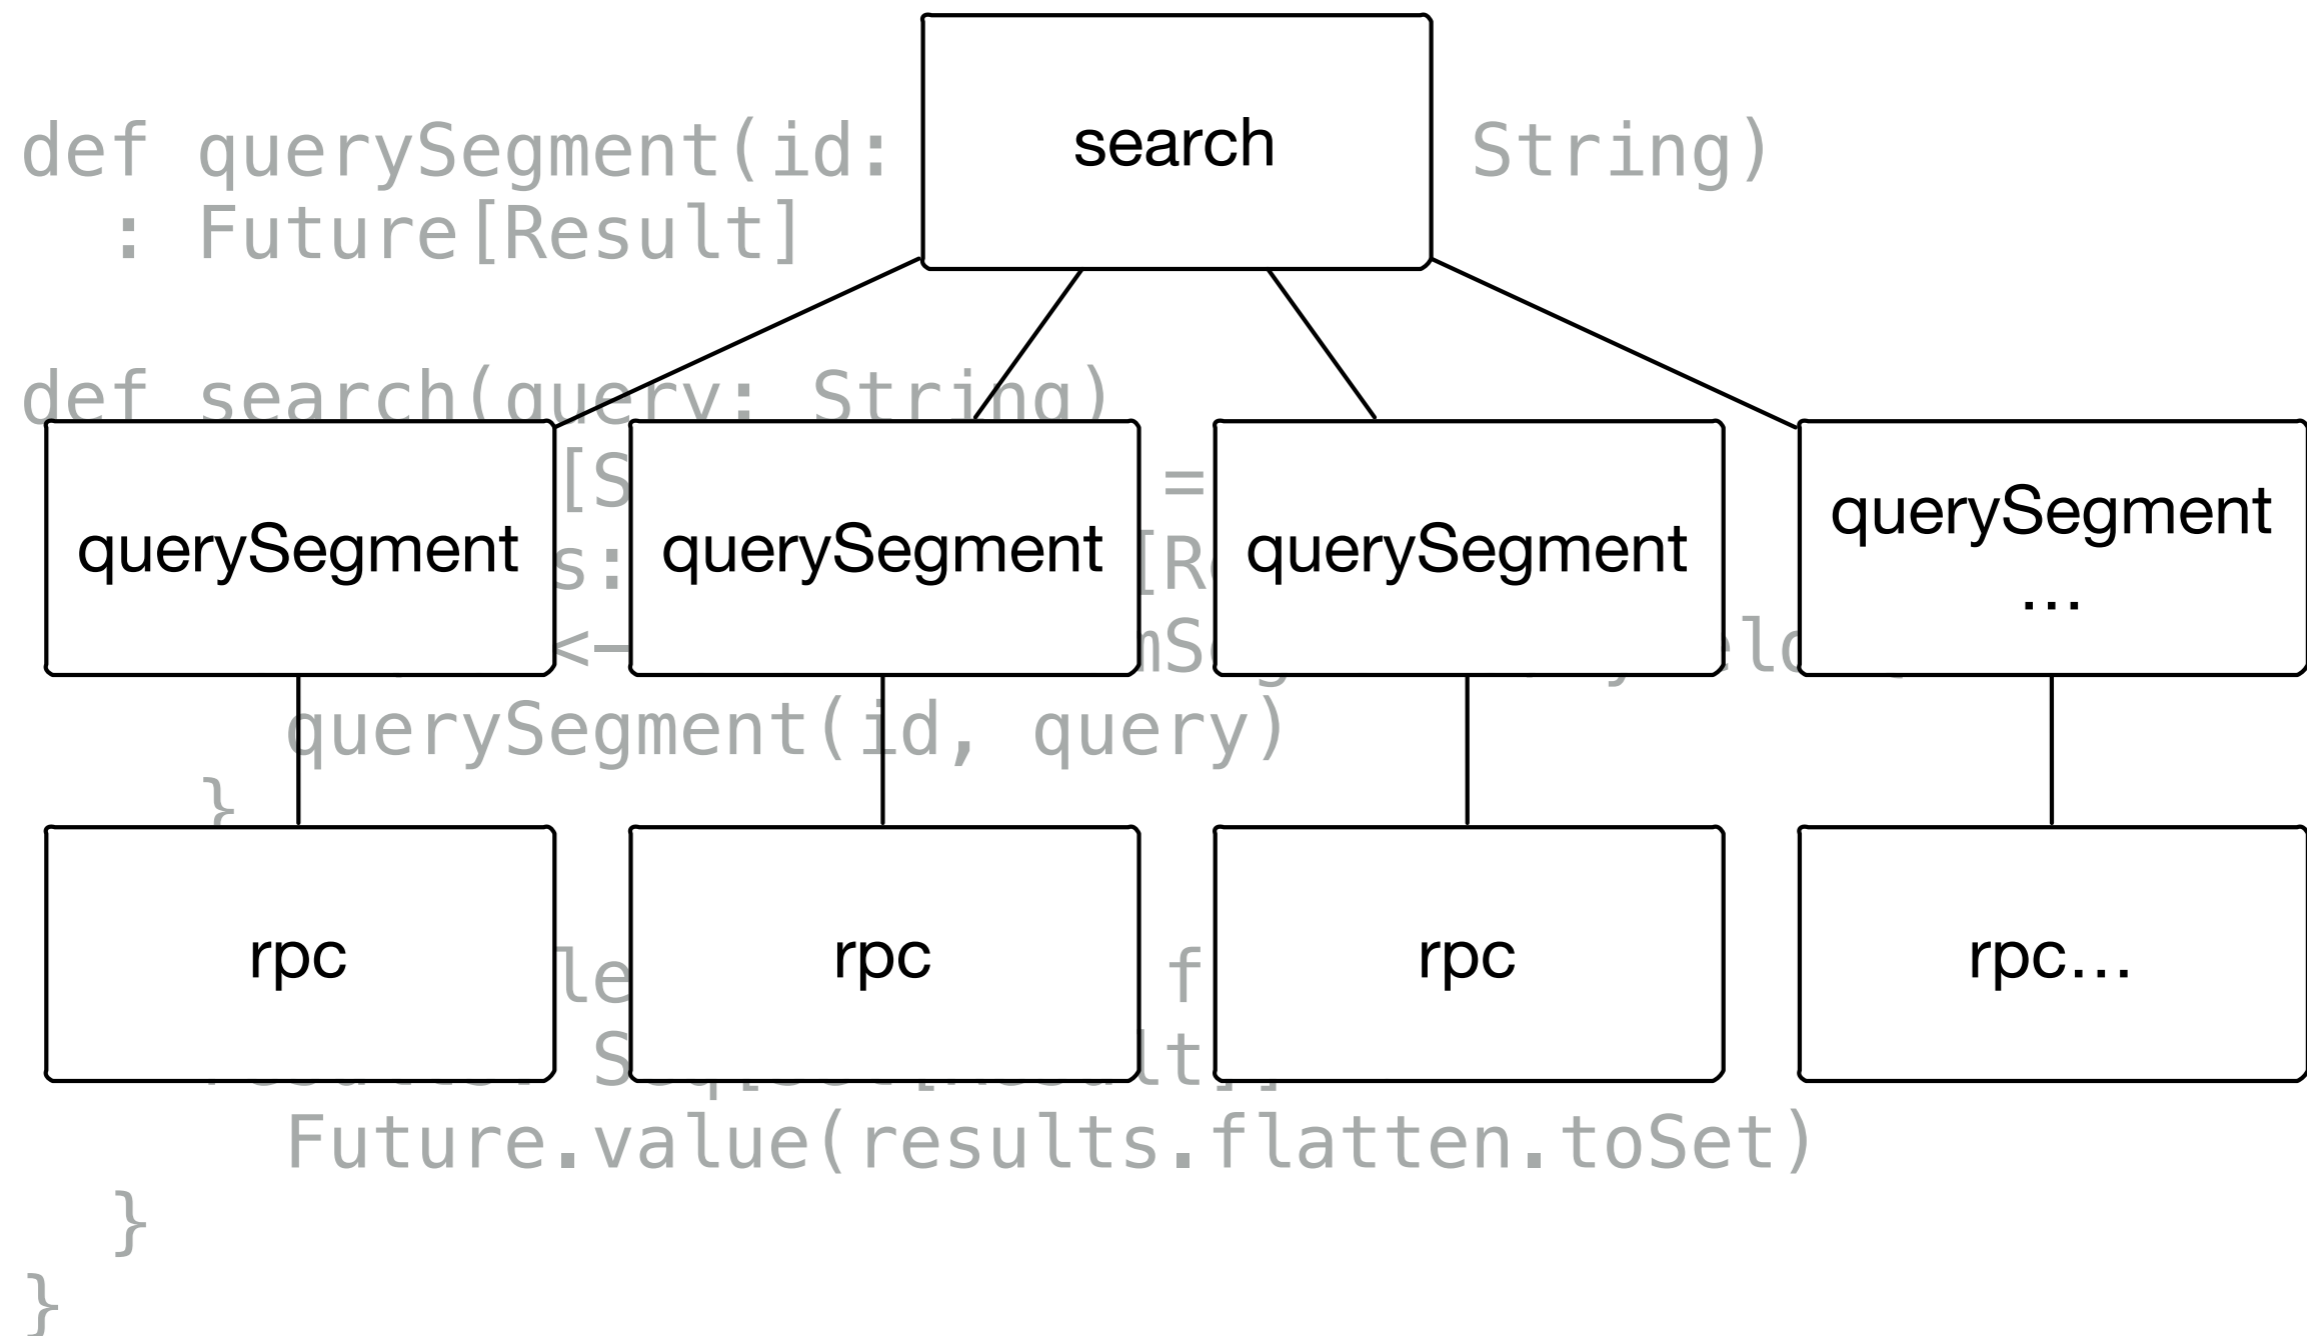 search
def querySegment(id: String)
: Future[Result]
def search(query: String)
[S =
querySegment
querySegment
querySegment
querySegment
...
s: [R
<-
querySegment(id, query)
}
rpc
rpc
rpc
rpc...
Future.value(results.flatten.toSet)
}
}